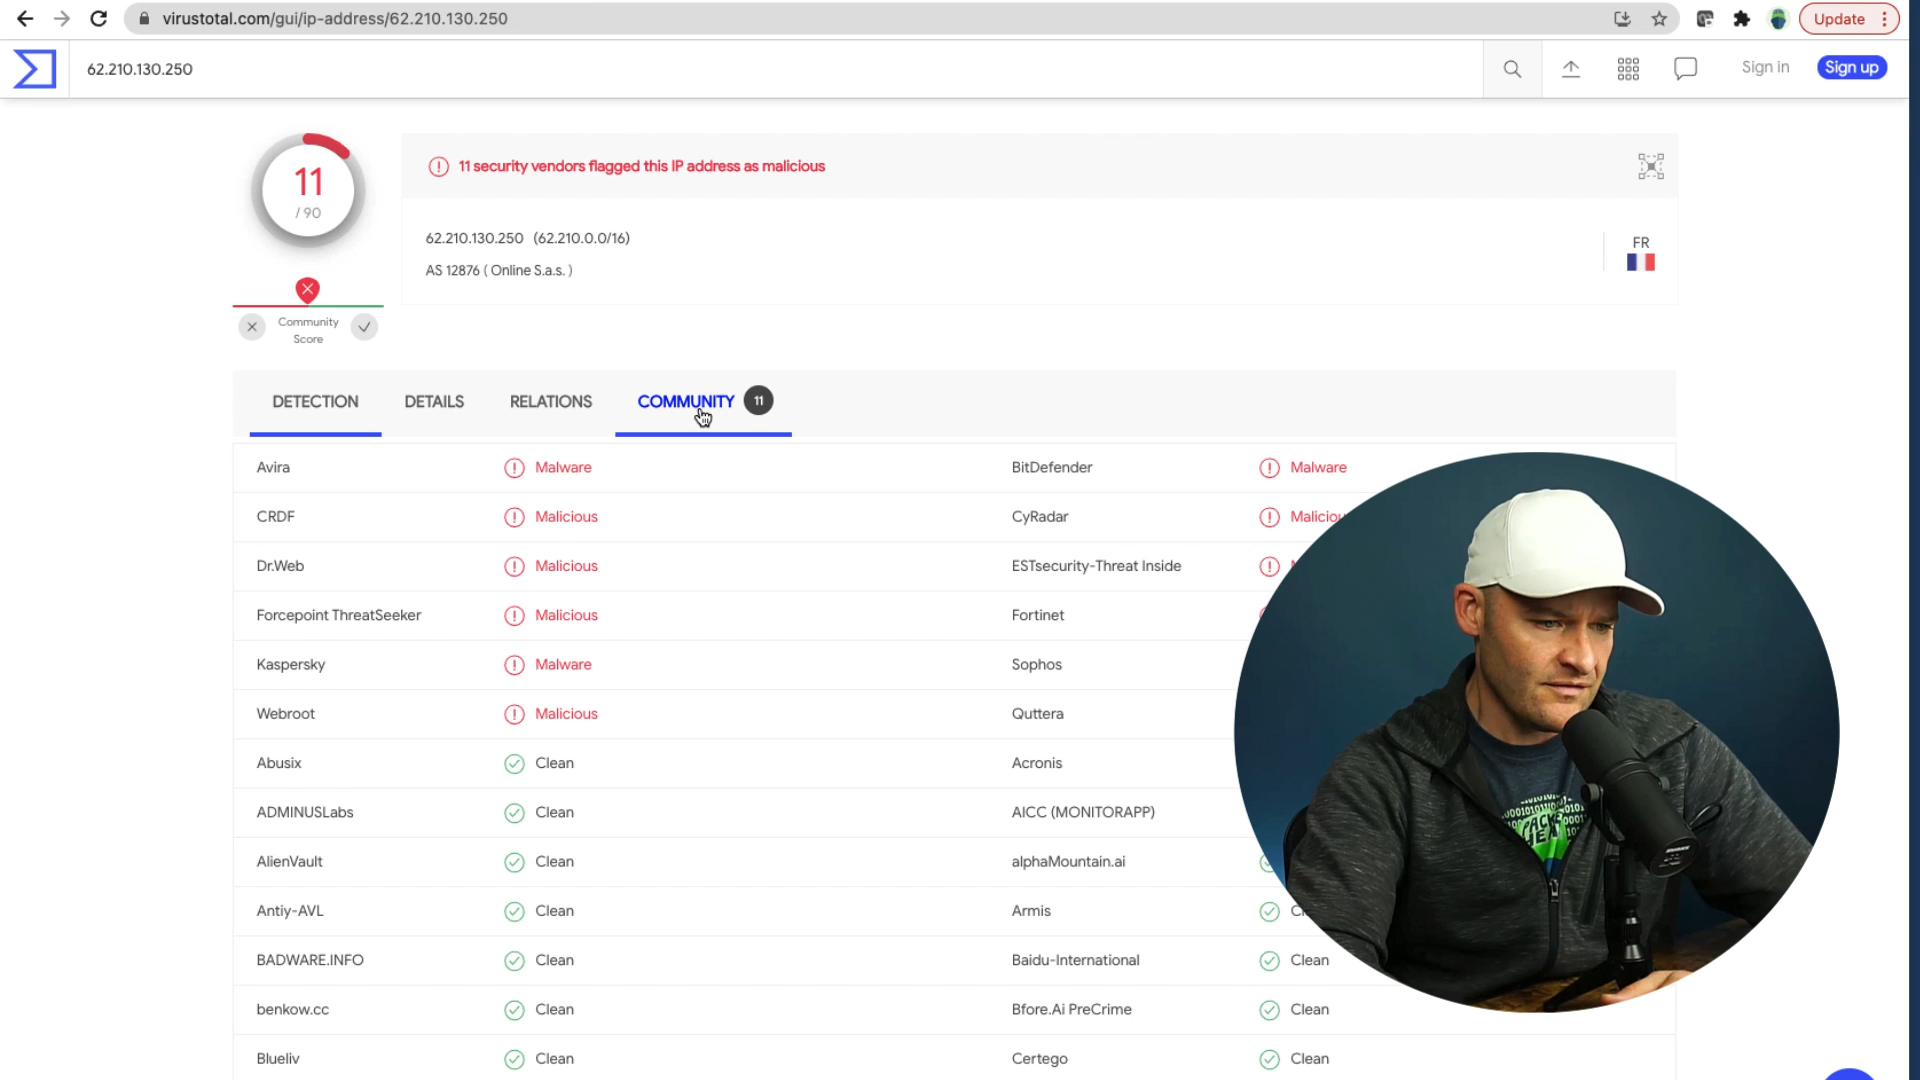 virustotal.com/gui/ip-address/62.210.130.250
Update
62.210.130.250
Sign in
Sign up
11
/ 90
11 security vendors flagged this IP address as malicious
62.210.130.250 (62.210.0.0/16)
AS 12876 ( Online S.a.s. )
FR
Community
Score
DETECTION DETAILS RELATIONS COMMUNITY 11
Avira Malware BitDefender Malware
CRDF Malicious CyRadar
Dr.Web Malicious ESTsecurity-Threat Inside
Forcepoint ThreatSeeker Malicious Fortinet
Kaspersky Malware Sophos
Webroot Malicious Quttera
Abusix Clean Acronis
ADMINUSLabs Clean AICC (MONITORAPP)
AlienVault Clean alphaMountain.ai
Antiy-AVL Clean Armis
BADWARE.INFO Clean Baidu-International Clean
benkow.cc Clean Bfore.Ai PreCrime Clean
Blueliv Clean Certego Clean